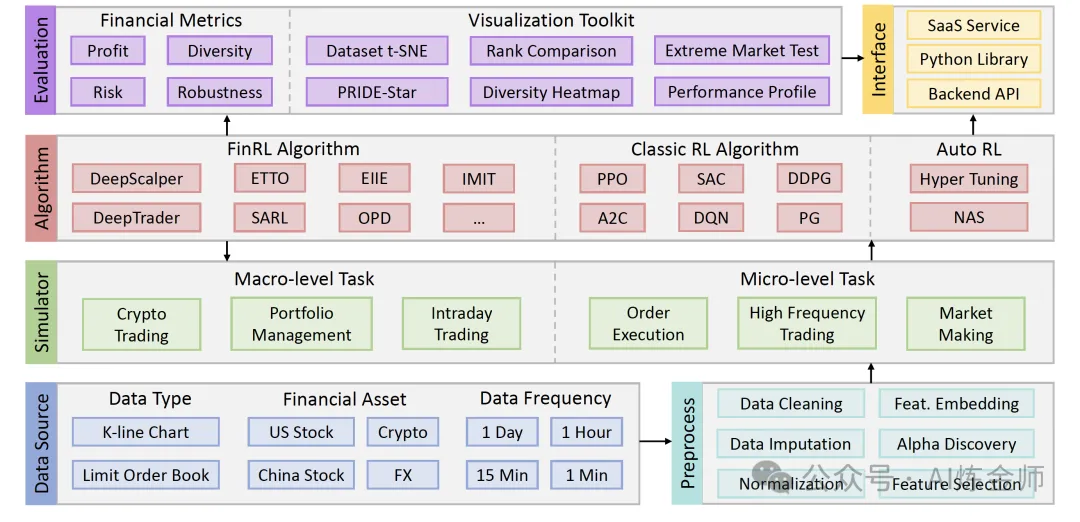 Evaluation
Financial Metrics
Profit
Diversity
Risk
Robustness
Visualization Toolkit
Dataset t-SNE
Rank Comparison
Extreme Market Test
PRIDE-Star
Diversity Heatmap
Performance Profile
Interface
SaaS Service
Python Library
Backend API
Algorithm
FinRL Algorithm
DeepScalper
ETTO
EIIE
IMIT
DeepTrader
SARL
OPD
...
Classic RL Algorithm
PPO
SAC
DDPG
A2C
DQN
PG
Auto RL
Hyper Tuning
NAS
Simulator
Macro-level Task
Crypto
Trading
Portfolio
Management
Intraday
Trading
Micro-level Task
Order
Execution
High Frequency
Trading
Market
Making
Data Source
Data Type
K-line Chart
Limit Order Book
Financial Asset
US Stock
Crypto
China Stock
FX
Data Frequency
1 Day
1 Hour
15 Min
1 Min
Preprocess
Data Cleaning
Feat. Embedding
Data Imputation
Alpha Discovery
Normalization
Feature Selection
公众号 · AI炼金师